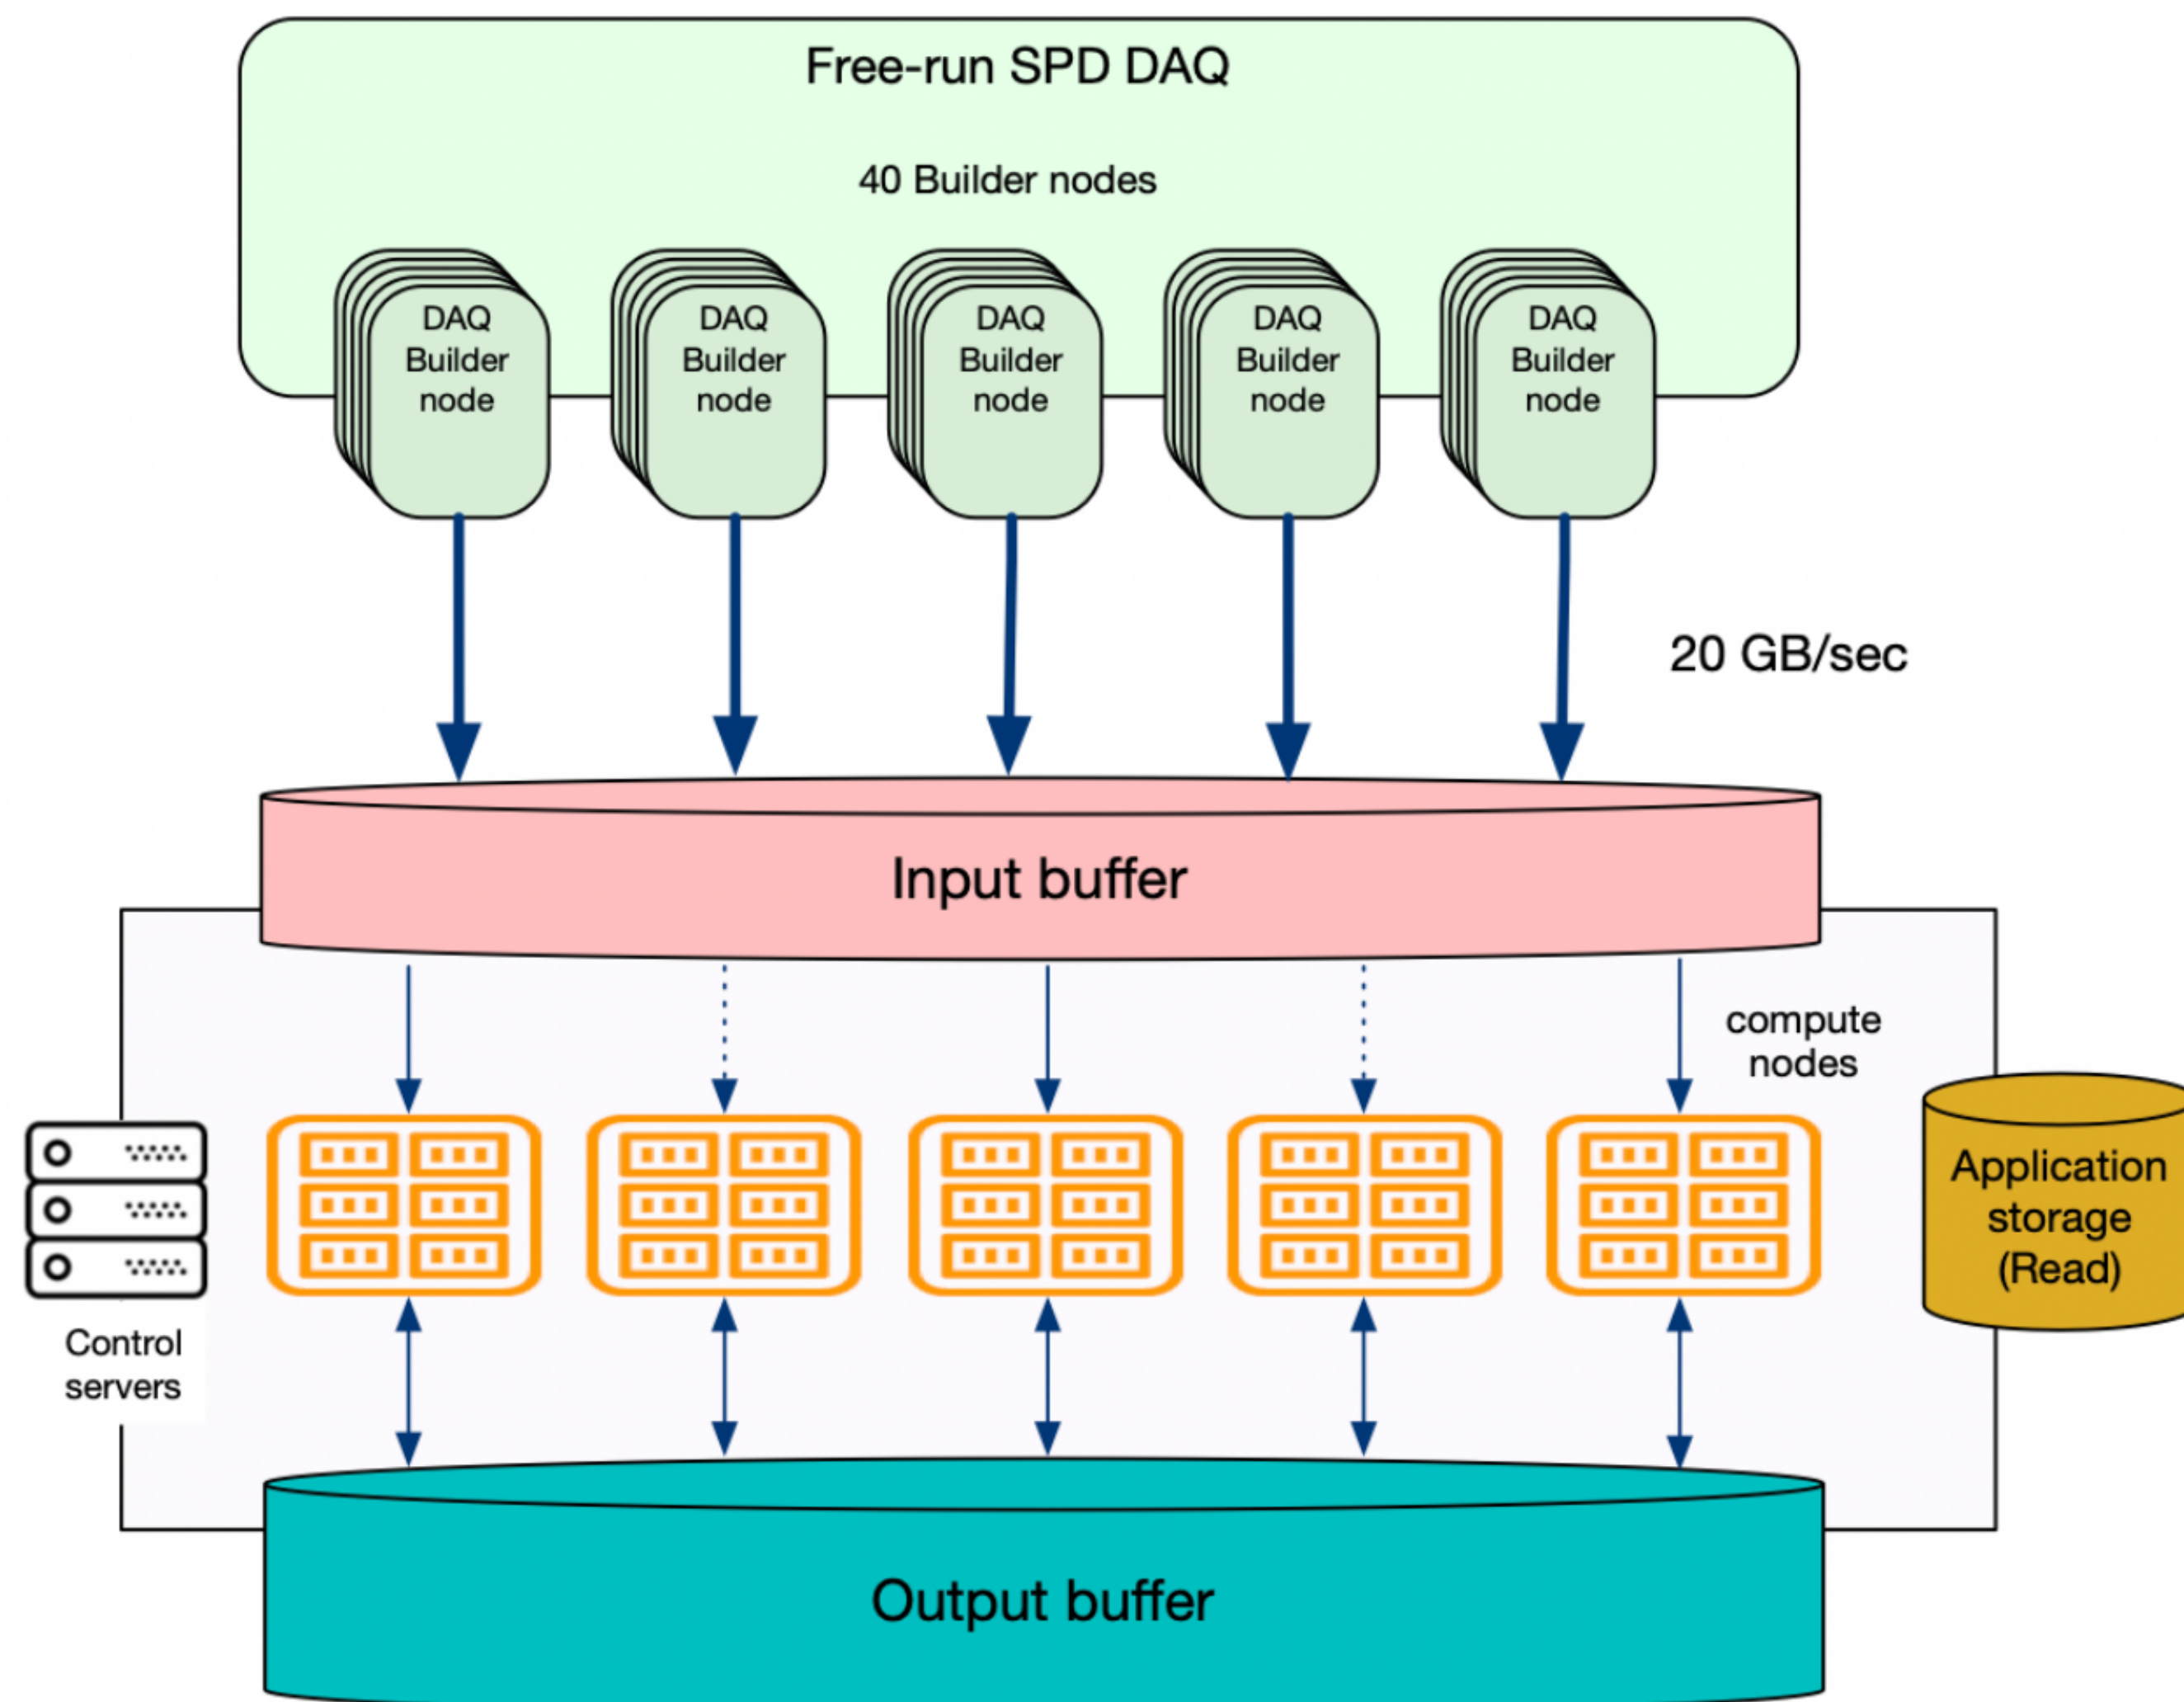 Free-run SPD DAQ
40 Builder nodes
DAQ
Builder
node
DAQ
Builder
node
DAQ
Builder
node
DAQ
Builder
node
DAQ
Builder
node
20 GB/sec
Input buffer
compute
nodes
Application
storage
(Read)
Control
servers
Output buffer